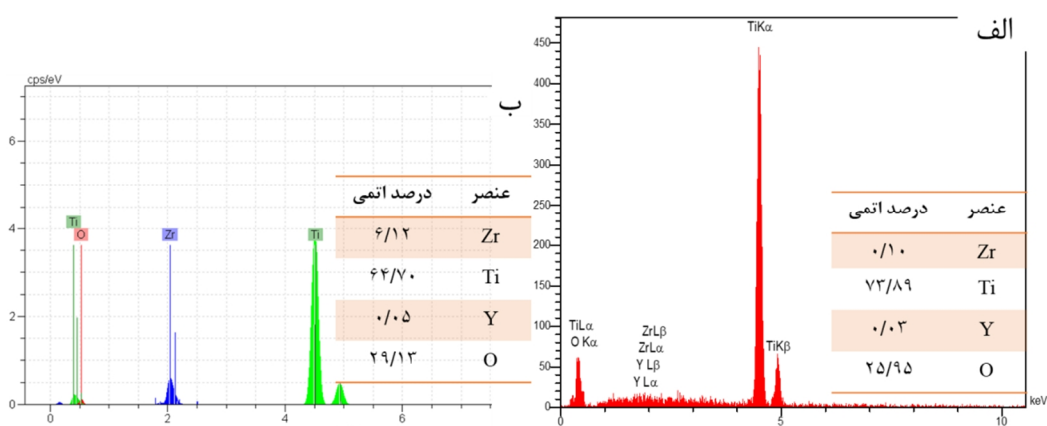 الف
TiKα
450
400
350
300
250
200
150
100
50
0
TiLα
O Kα
ZrLβ
ZrLα
Y Lβ
Y Lα
TiKβ
0
5
10
keV
عنصر درصد اتمی
Zr ۰/۱۰
Ti ۷۳/۸۹
Y ۰/۰۳
O ۲۵/۹۵
ب
cps/eV
6
4
2
0
Ti
O
Zr
Ti
0
2
4
6
عنصر درصد اتمی
Zr ۶/۱۲
Ti ۶۴/۷۰
Y ۰/۰۵
O ۲۹/۱۳